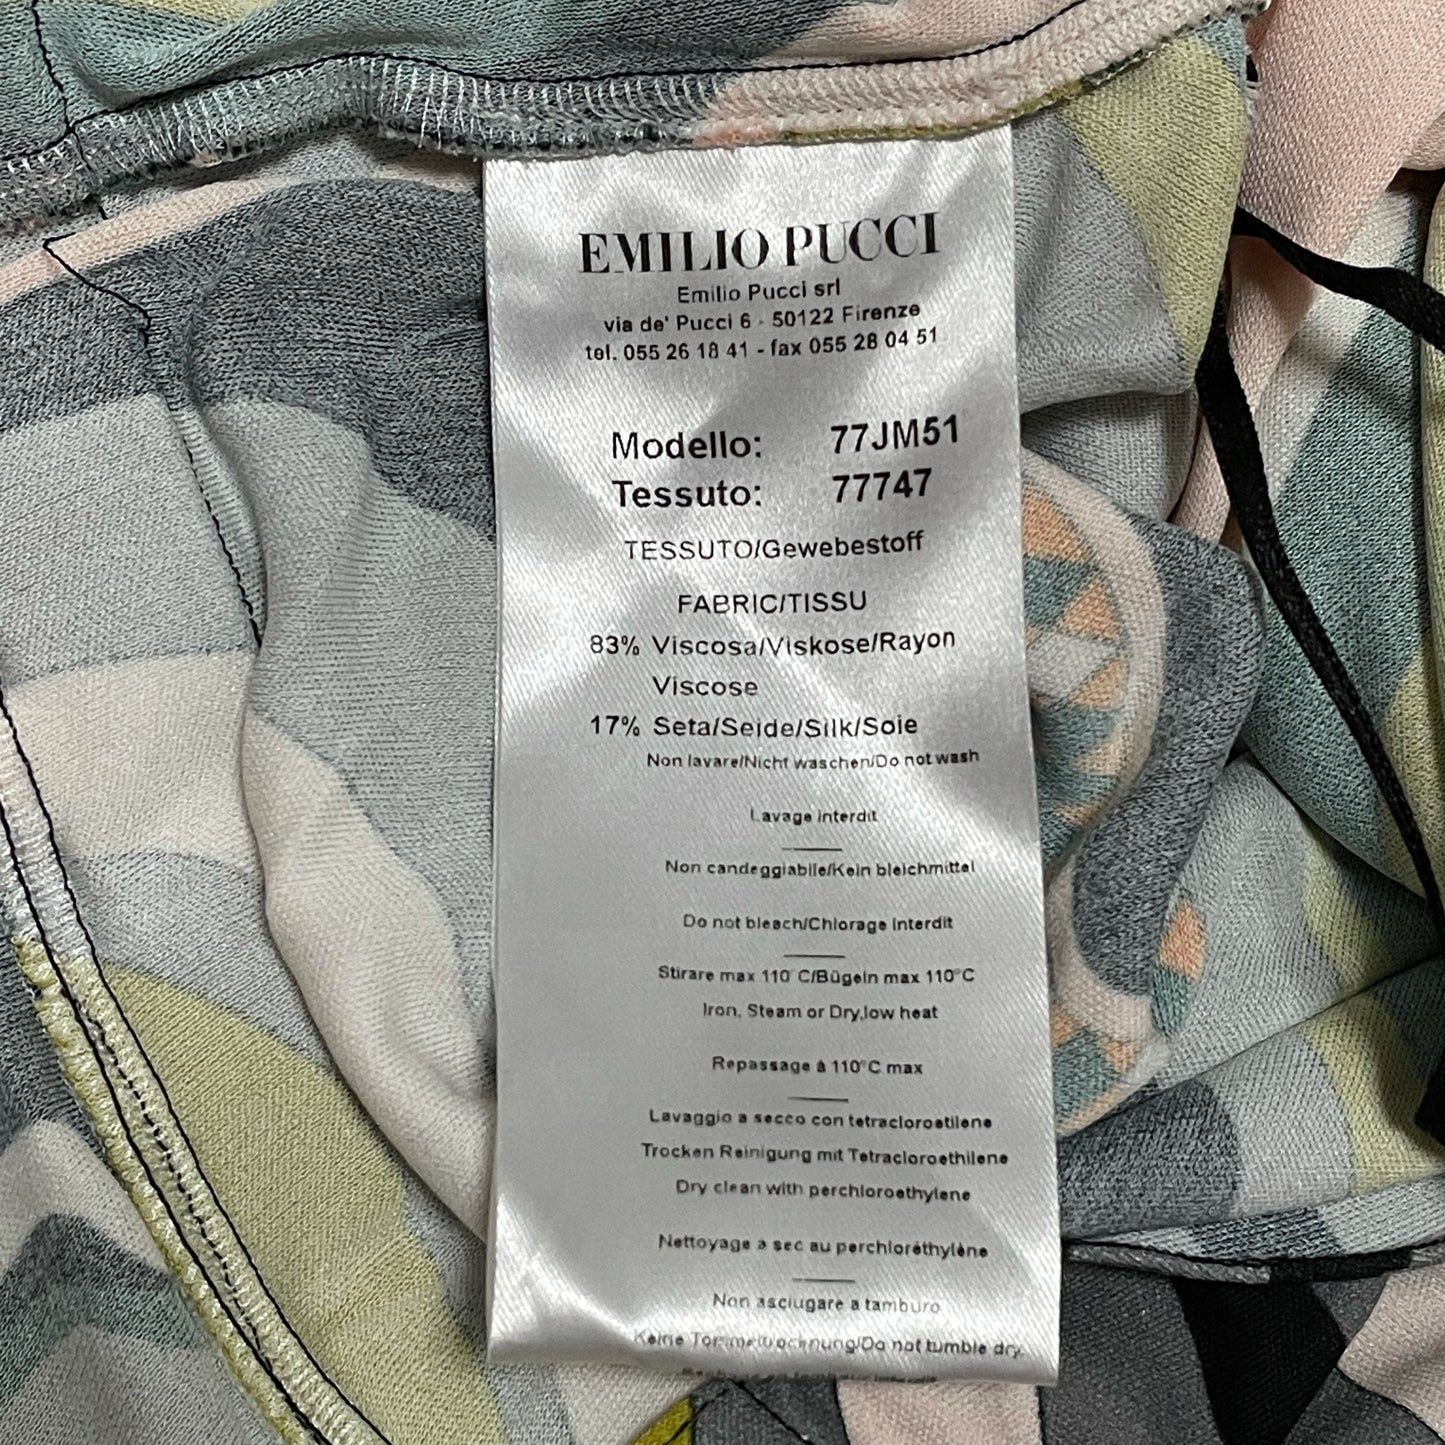 EMILIO PUCCI
Emilio Pucci srl
via de' Pucci 6 - 50122 Firenze
tel. 055 26 18 41 - fax 055 28 04 51
Modello: 77JM51
Tessuto: 77747
TESSUTO/Gewebestoff
FABRIC/TISSU
83% Viscosa/Viskose/Rayon
Viscose
17% Seta/Seide/Silk/Soie
Non lavare/Nicht waschen/Do not wash
Lavage interdit
Non candeggiabile/Kein bleichmittel
Do not bleach/Chlorage interdit
Stirare max 110°C/Bügeln max 110°C
Iron, Steam or Dry,low heat
Repassage à 110°C max
Lavaggio a secco con tetracloroetilene
Trocken Reinigung mit Tetracloroethilene
Dry clean with perchloroethylene
Nettoyage a sec au perchloréthylène
Non asciugare a tamburo
Keine Tommeltrochnung/Do not tumble dry